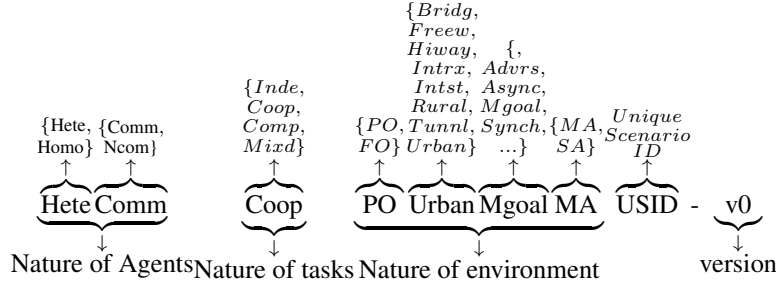 {Bridg,
Freew,
Hiway, {,
{Inde, Intrx, Advrs,
Coop, Intst, Async,
{Hete, {Comm, Comp, Rural, Mgoal, Unique
Homo} Ncom} Mixd} {PO, Tunnl, Synch, {MA, Scenario
FO} Urban} ...} SA} ID
Hete Comm Coop PO Urban Mgoal MA USID - v0
Nature of Agents Nature of tasks Nature of environment version